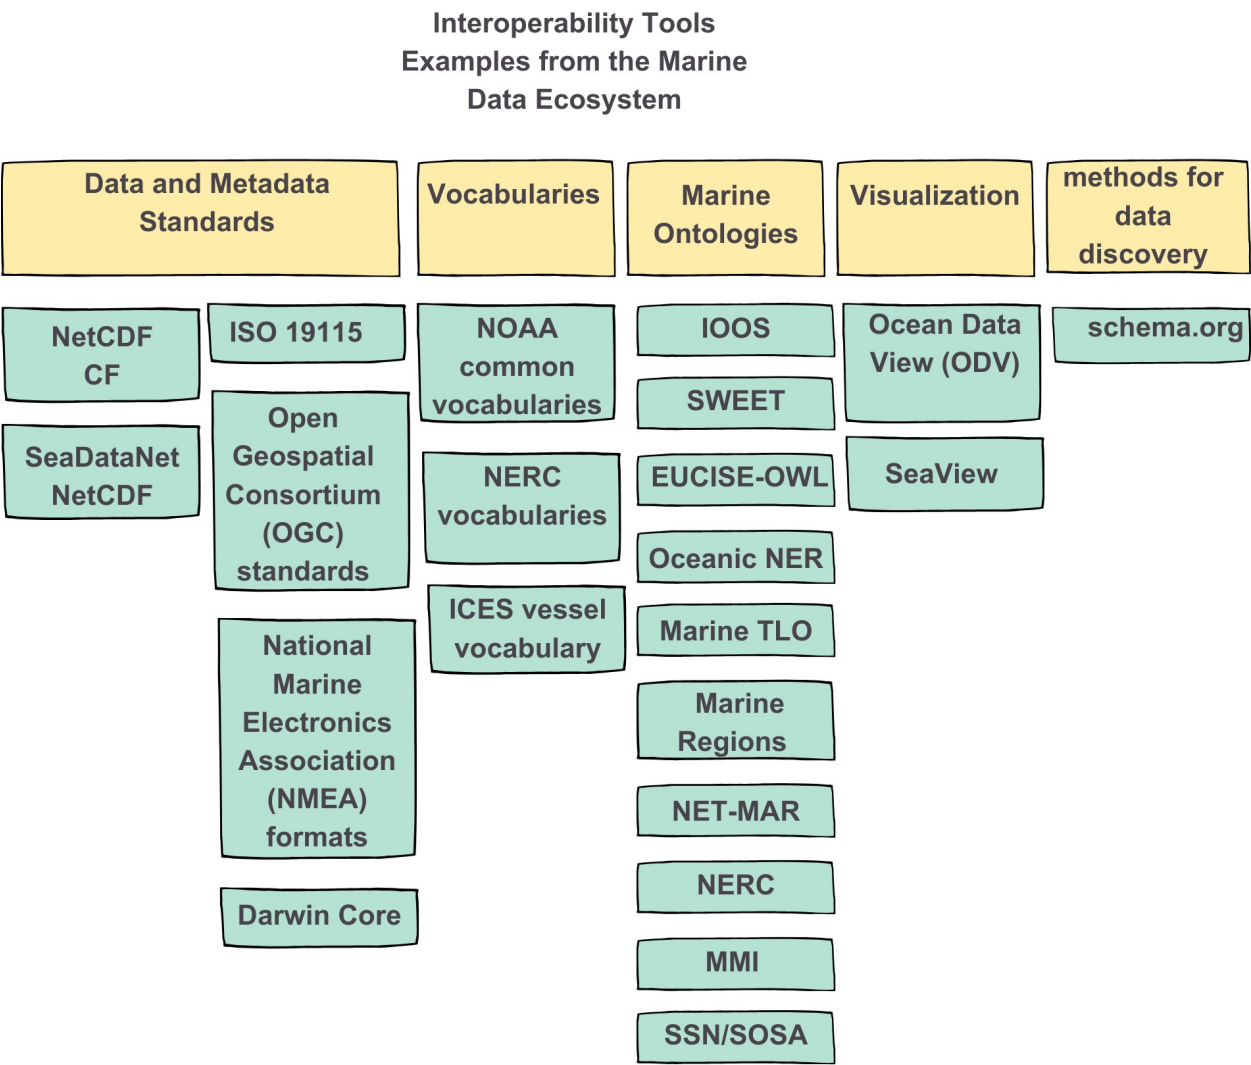 Interoperability Tools
Examples from the Marine
Data Ecosystem
Data and Metadata
Standards
Vocabularies
Marine
Ontologies
Visualization
methods for
data
discovery
NetCDF
CF
SeaDataNet
NetCDF
ISO 19115
Open
Geospatial
Consortium
(OGC)
standards
National
Marine
Electronics
Association
(NMEA)
formats
Darwin Core
NOAA
common
vocabularies
NERC
vocabularies
ICES vessel
vocabulary
IOOS
SWEET
EUCISE-OWL
Oceanic NER
Marine TLO
Marine
Regions
NET-MAR
NERC
MMI
SSN/SOSA
Ocean Data
View (ODV)
SeaView
schema.org